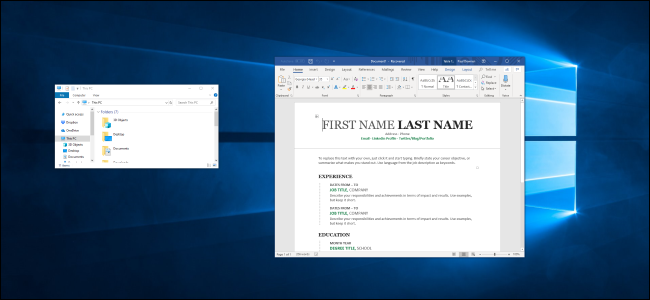 This PC
File
Computer
View
This PC
Search This PC
Quick access
Dropbox
OneDrive
This PC
3D Objects
Desktop
Documents
Folders (7)
3D Objects
Desktop
Documents
File
Home
Insert
Design
Layout
References
Mailings
Review
View
Help
Design
Layout
FIRST NAME LAST NAME
Address · Phone
Email · LinkedIn Profile · Twitter/Blog/Portfolio
To replace this text with your own, just click it and start typing. Briefly state your career objective, or
summarize what makes you stand out. Use language from the job description as keywords.
EXPERIENCE
DATES FROM – TO
JOB TITLE, COMPANY
Describe your responsibilities and achievements in terms of impact and results. Use examples,
but keep it short.
DATES FROM – TO
JOB TITLE, COMPANY
Describe your responsibilities and achievements in terms of impact and results. Use examples,
but keep it short.
EDUCATION
MONTH YEAR
DEGREE TITLE, SCHOOL
Page 1 of 1